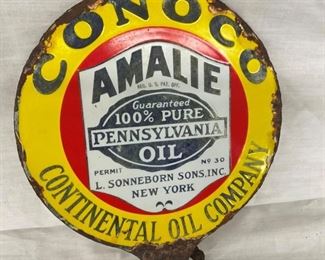 CONOCO
AMALIE
REG. U.S. PAT. OFF.
Guaranteed
100% PURE
PENNSYLVANIA
OIL
PERMIT Nº 30
L. SONNEBORN SONS, INC.
NEW YORK
CONTINENTAL OIL COMPANY